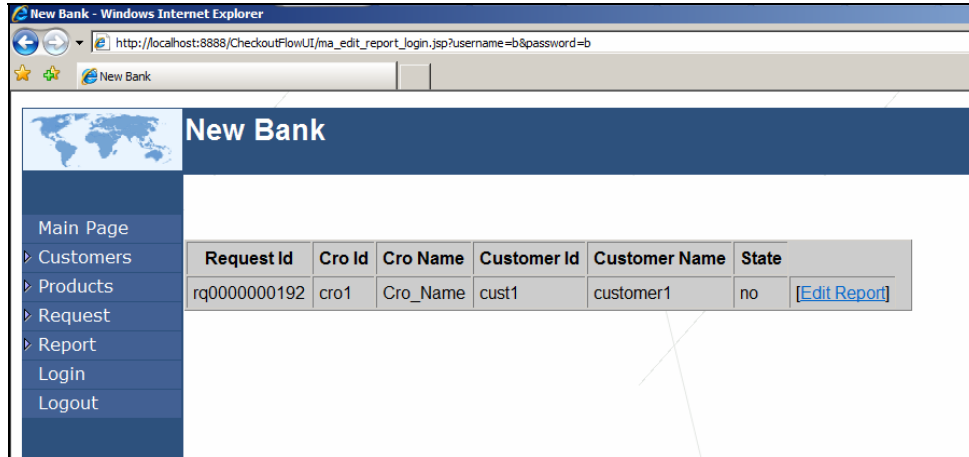 New Bank - Windows Internet Explorer
http://localhost:8888/CheckoutFlowUI/ma_edit_report_login.jsp?username=b&password=b
New Bank
New Bank
Main Page
Customers
Products
Request
Report
Login
Logout
Request Id Cro Id Cro Name Customer Id Customer Name State
rq0000000192 cro1 Cro_Name cust1 customer1 no [Edit Report]